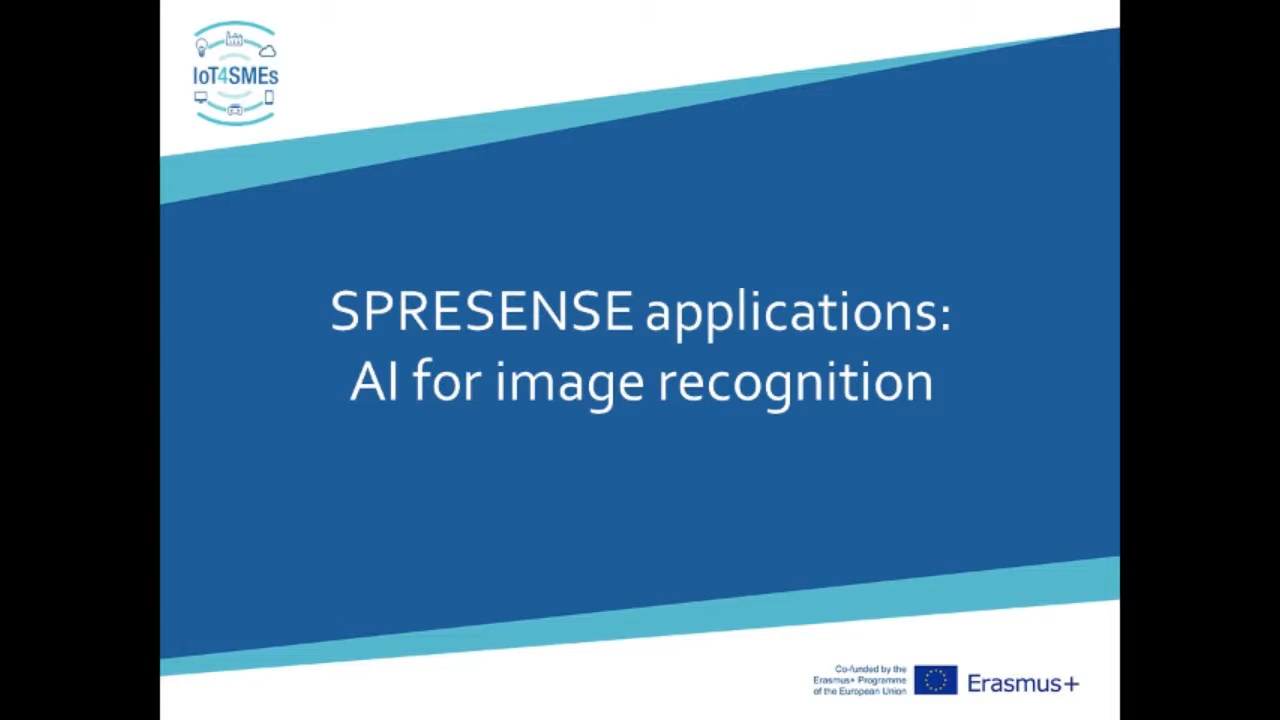 IoT4SMEs
SPRESENSE applications:
AI for image recognition
Co-funded by the
Erasmus+ Programme
of the European Union
Erasmus+